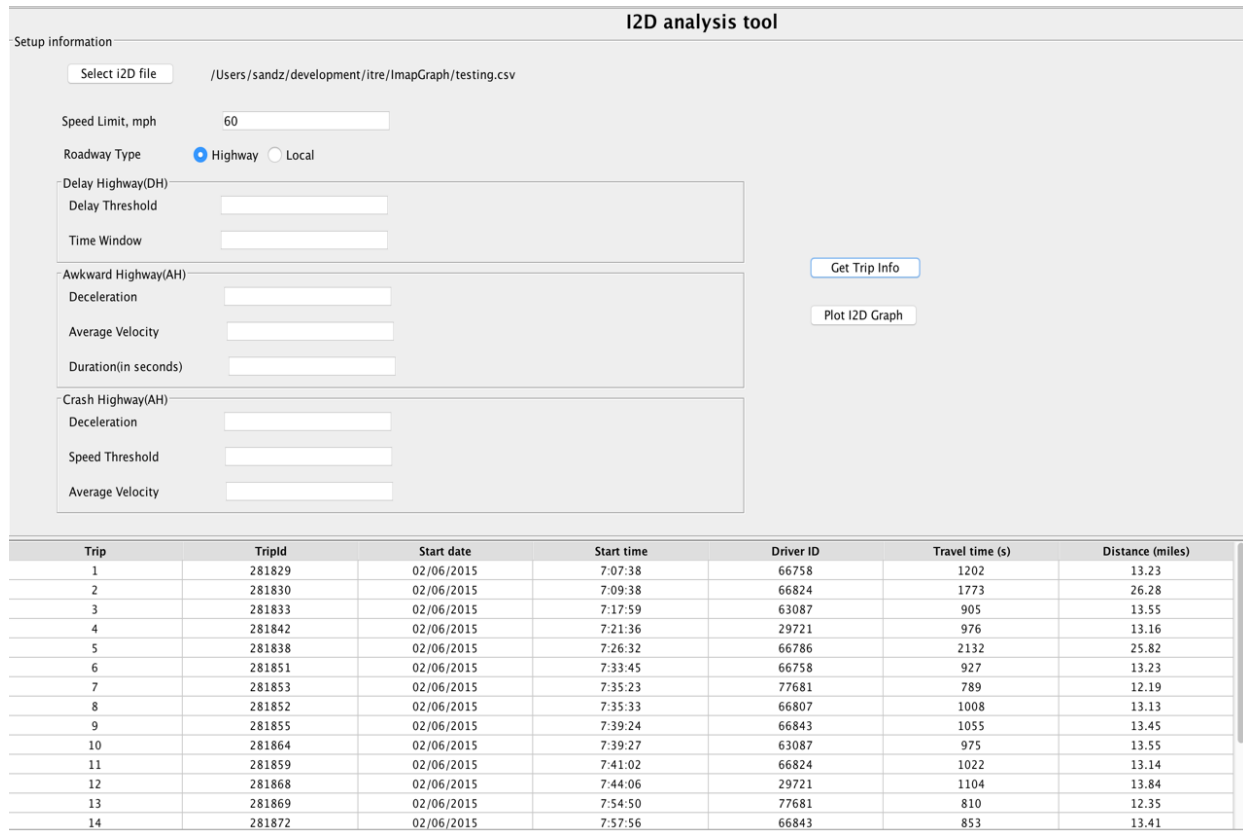 I2D analysis tool
Setup information
Select i2D file /Users/sandz/development/itre/ImapGraph/testing.csv
Speed Limit, mph 60
Roadway Type Highway Local
Delay Highway(DH)
Delay Threshold
Time Window
Awkward Highway(AH)
Deceleration
Average Velocity
Duration(in seconds)
Crash Highway(AH)
Deceleration
Speed Threshold
Average Velocity
Get Trip Info
Plot I2D Graph
Trip TripId Start date Start time Driver ID Travel time (s) Distance (miles)
1 281829 02/06/2015 7:07:38 66758 1202 13.23
2 281830 02/06/2015 7:09:38 66824 1773 26.28
3 281833 02/06/2015 7:17:59 63087 905 13.55
4 281842 02/06/2015 7:21:36 29721 976 13.16
5 281838 02/06/2015 7:26:32 66786 2132 25.82
6 281851 02/06/2015 7:33:45 66758 927 13.23
7 281853 02/06/2015 7:35:23 77681 789 12.19
8 281852 02/06/2015 7:35:33 66807 1008 13.13
9 281855 02/06/2015 7:39:24 66843 1055 13.45
10 281864 02/06/2015 7:39:27 63087 975 13.55
11 281859 02/06/2015 7:41:02 66824 1022 13.14
12 281868 02/06/2015 7:44:06 29721 1104 13.84
13 281869 02/06/2015 7:54:50 77681 810 12.35
14 281872 02/06/2015 7:57:56 66843 853 13.41